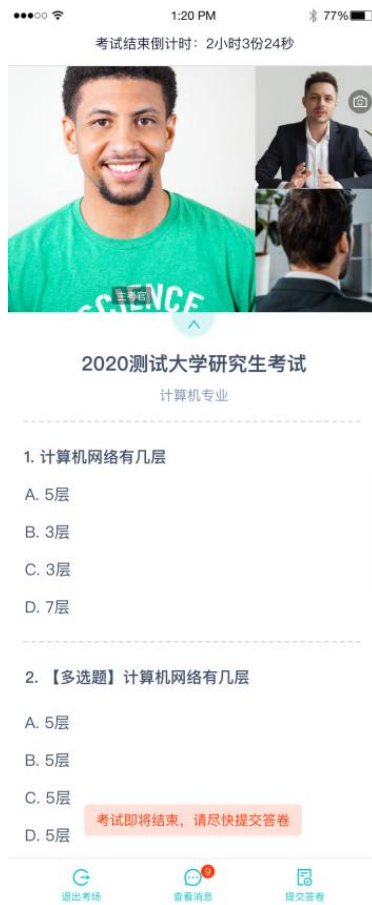 1:20 PM
77%
考试结束倒计时：2小时3份24秒
SCIENCE
主考官
2020测试大学研究生考试
计算机专业
1. 计算机网络有几层
A. 5层
B. 3层
C. 3层
D. 7层
2. 【多选题】计算机网络有几层
A. 5层
B. 5层
C. 5层
考试即将结束，请尽快提交答卷
D. 5层
9
退出考场
查看消息
提交答卷